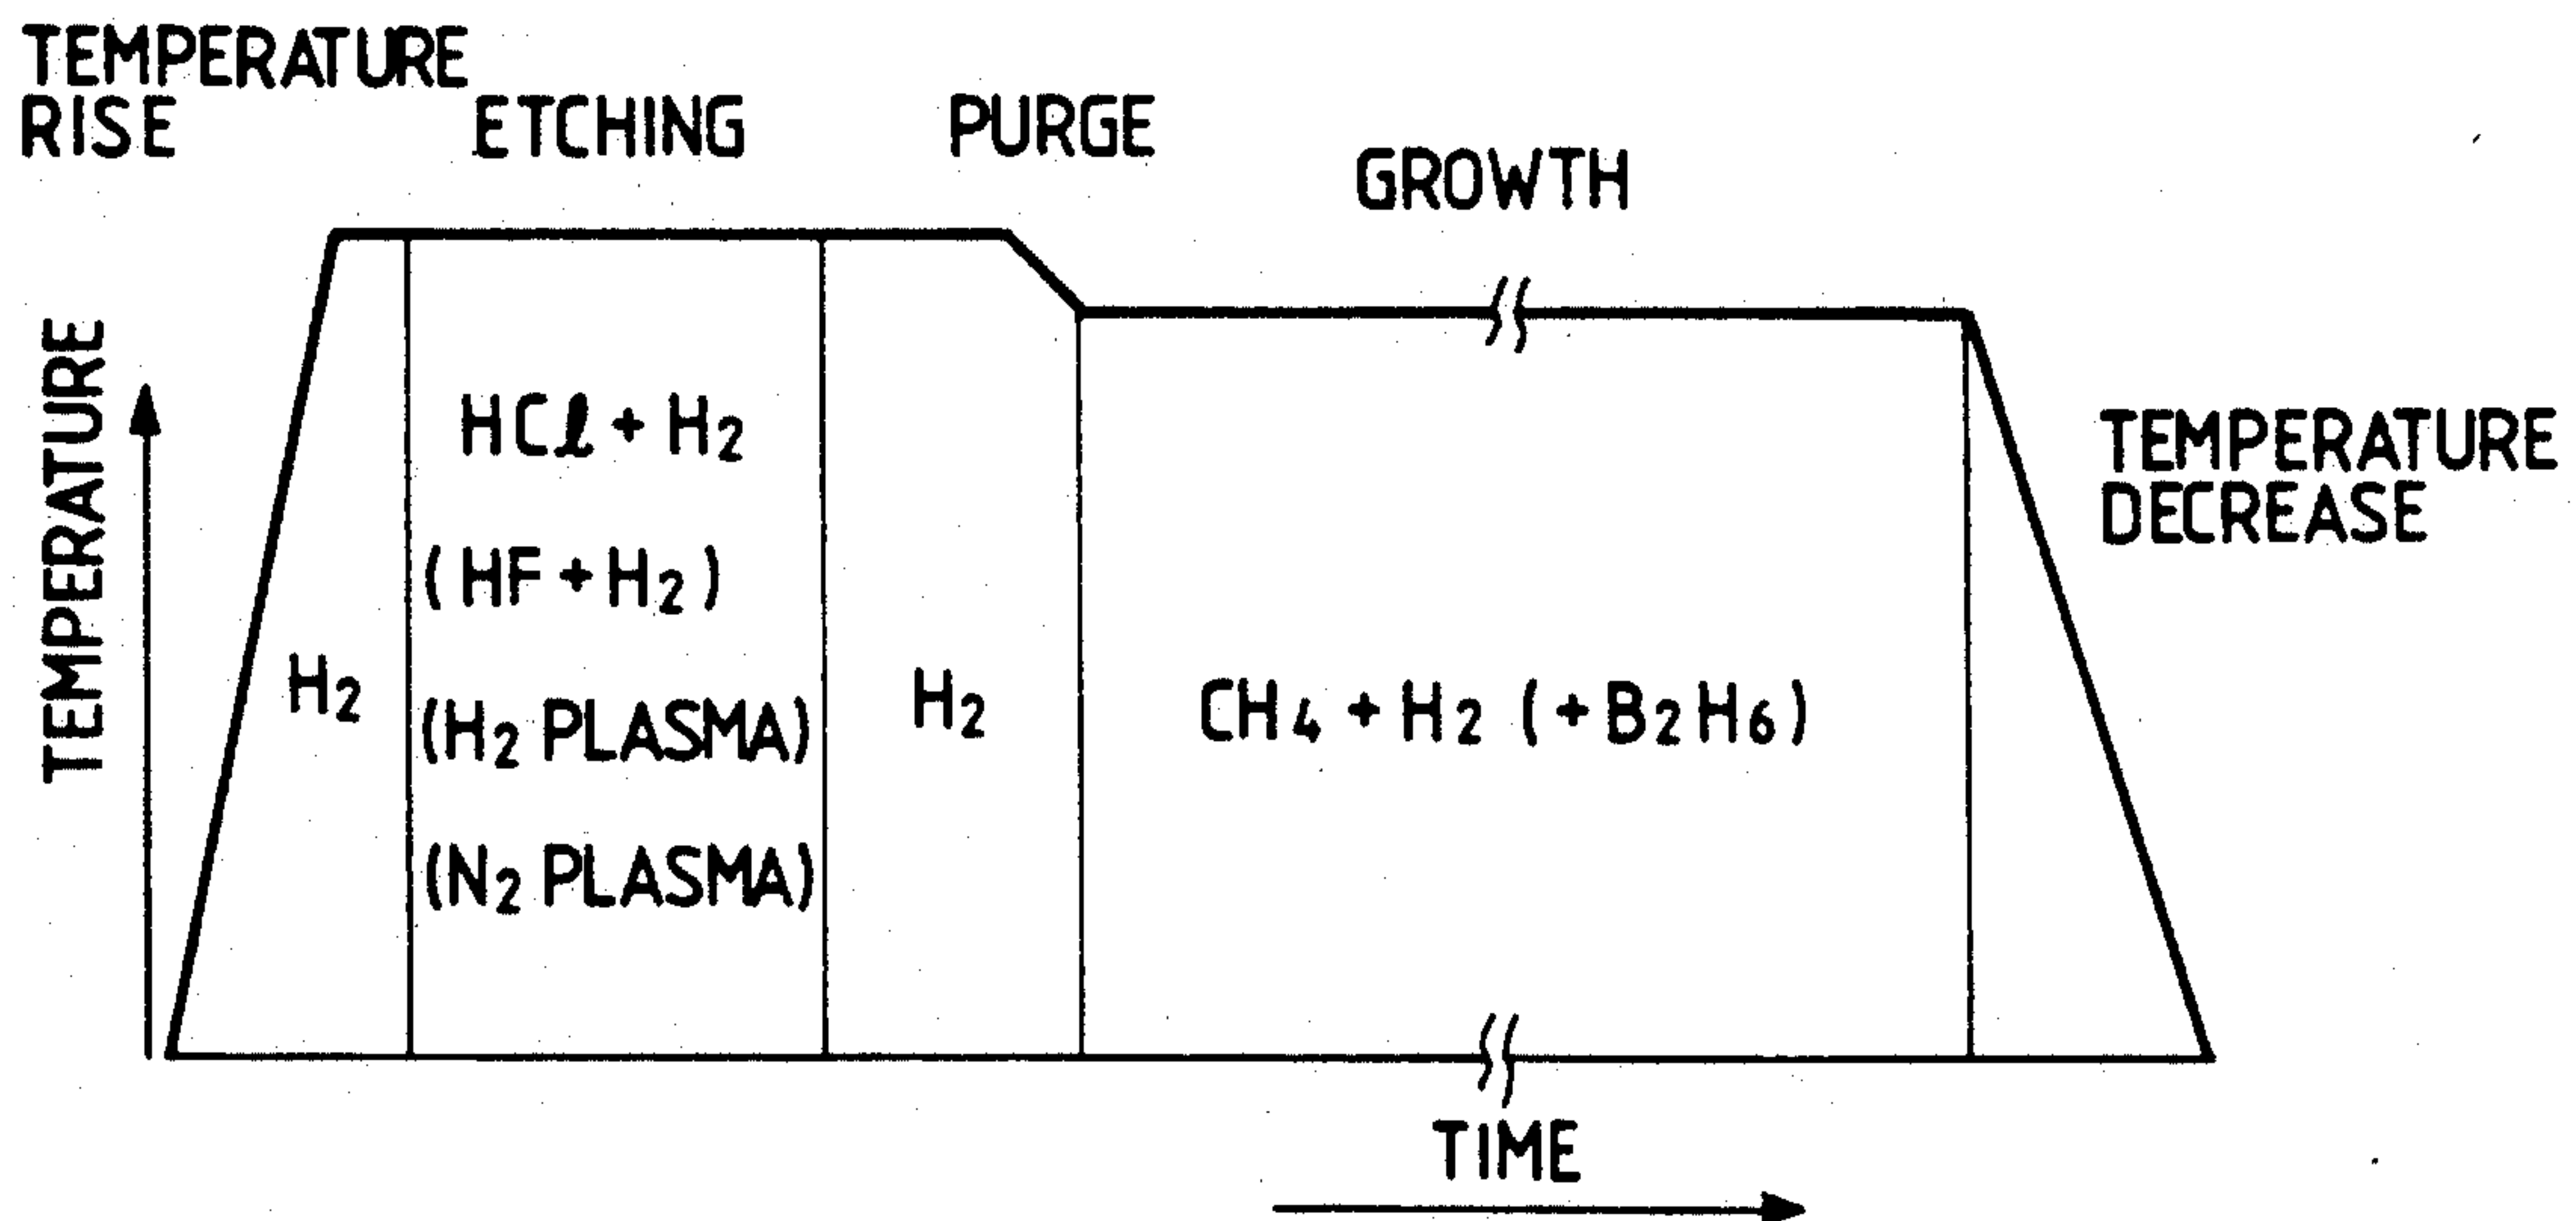 TEMPERATURE
RISE
ETCHING
PURGE
GROWTH
TEMPERATURE
HCl + H2
(HF + H2)
(H2 PLASMA)
(N2 PLASMA)
H2
H2
CH4 + H2 (+ B2H6)
TEMPERATURE
DECREASE
TIME